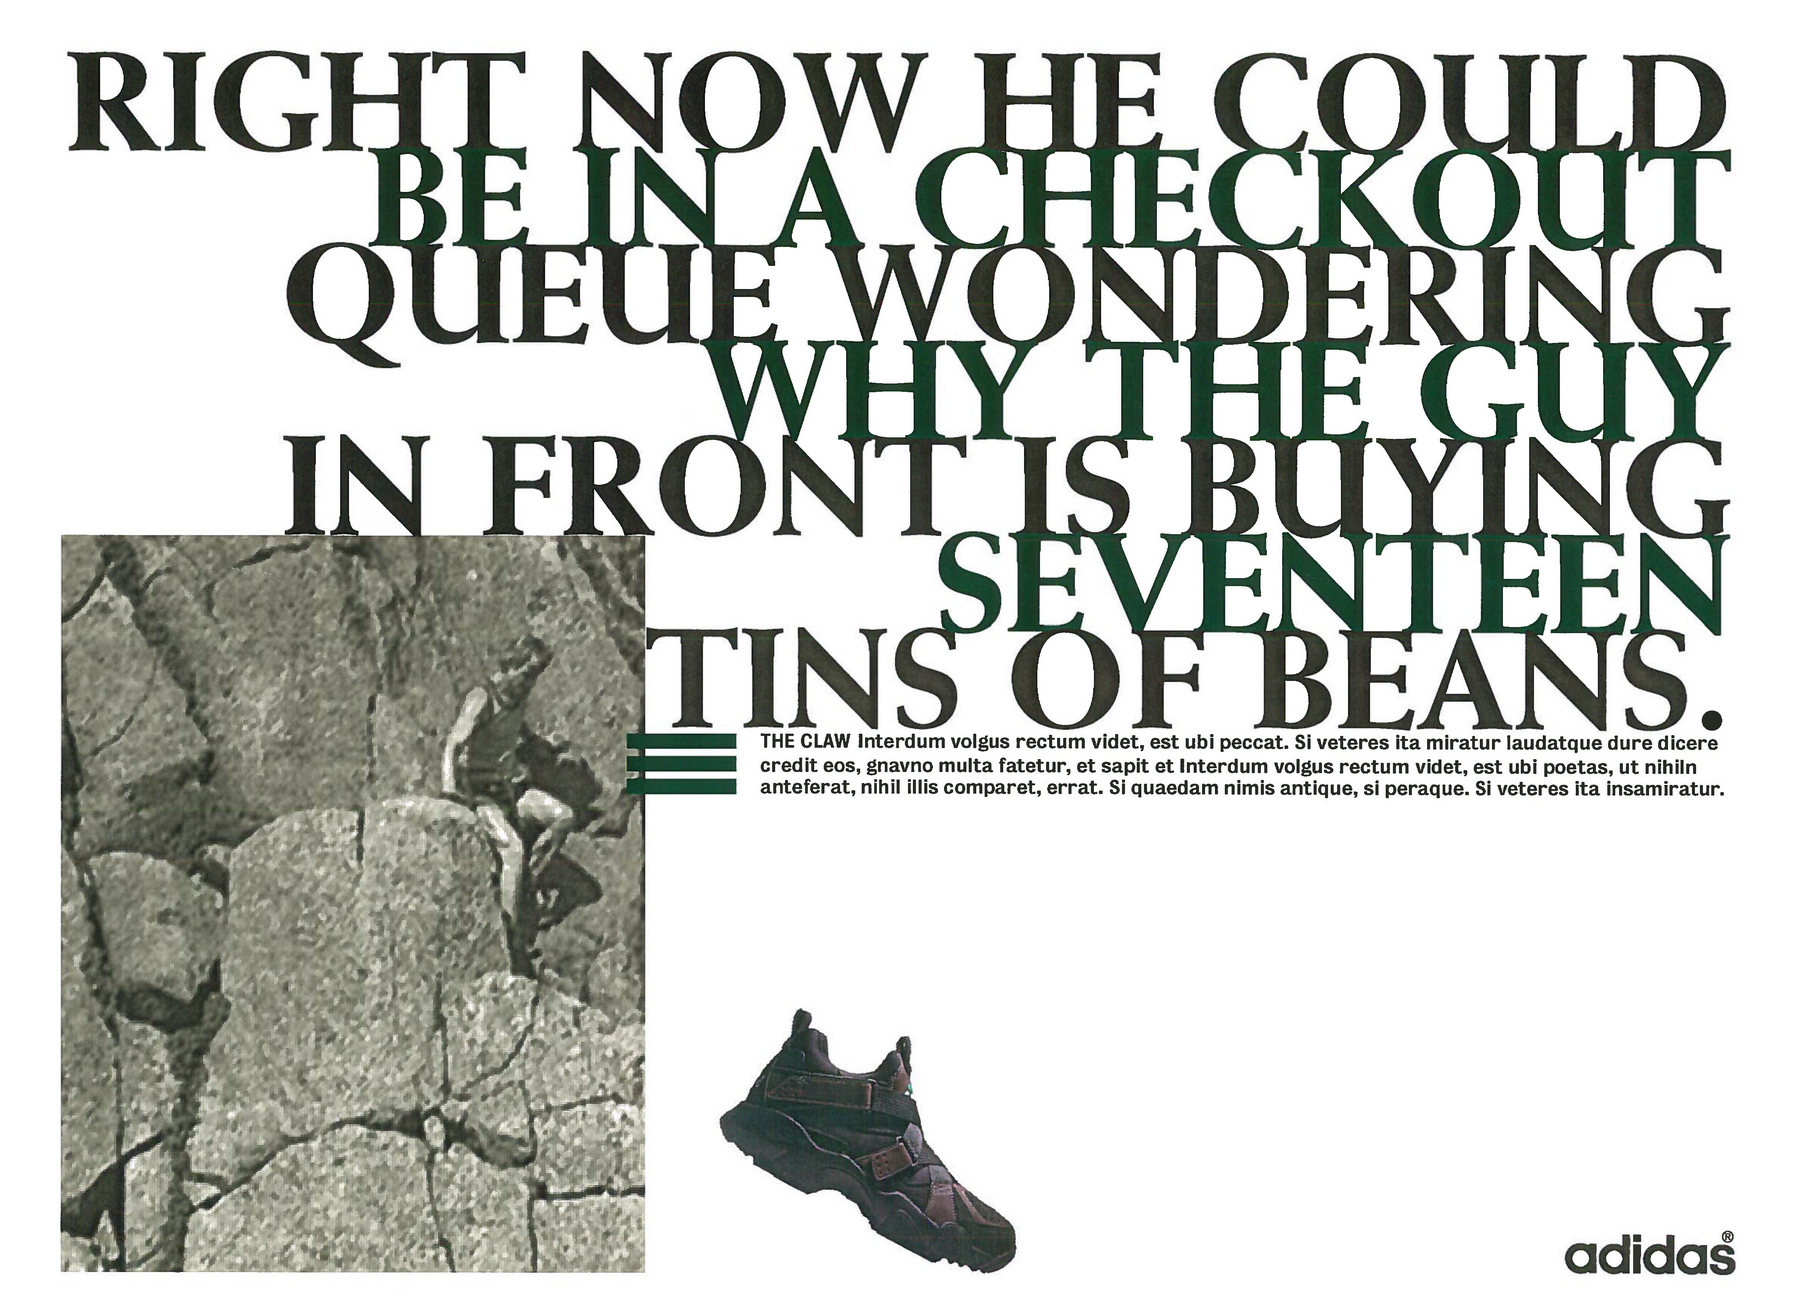 RIGHT NOW HE COULD
BE IN A CHECKOUT
QUEUE WONDERING
WHY THE GUY
IN FRONT IS BUYING
SEVENTEEN
TINS OF BEANS.
THE CLAW Interdum volgus rectum videt, est ubi peccat. Si veteres ita miratur laudatque dure dicere
credit eos, gnavno multa fatetur, et sapit et Interdum volgus rectum videt, est ubi poetas, ut nihiln
anteferat, nihil illis comparet, errat. Si quaedam nimis antique, si peraque. Si veteres ita insamiratur.
adidas®